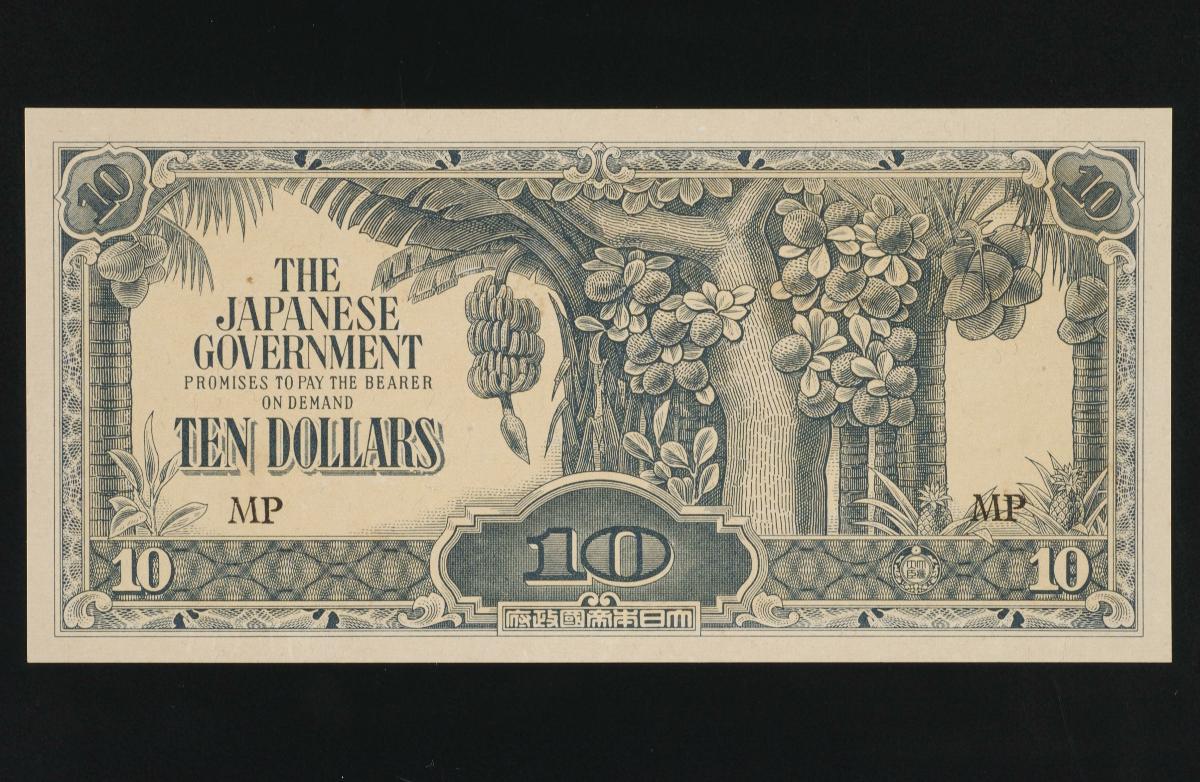 10
10
THE
JAPANESE
GOVERNMENT
PROMISES TO PAY THE BEARER
ON DEMAND
TEN DOLLARS
MP
MP
10
10
10
府政國帝本日大